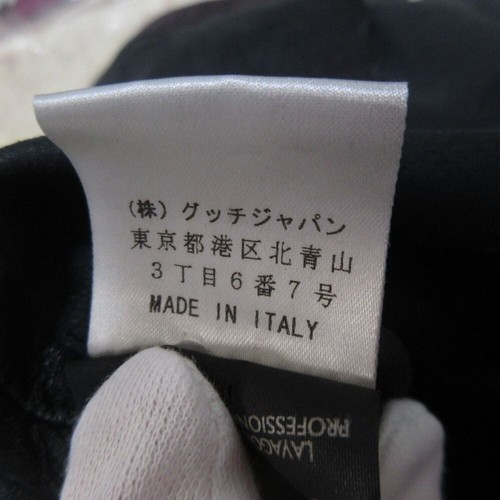 (株) グッチジャパン
東京都港区北青山
3丁目6番7号
MADE IN ITALY
PROFESSION